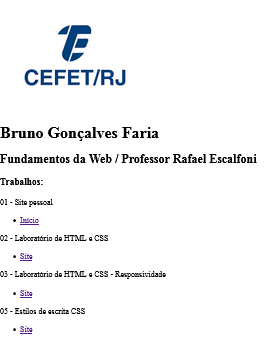 CEFET/RJ
Bruno Gonçalves Faria
Fundamentos da Web / Professor Rafael Escalfoni
Trabalhos:
01 - Site pessoal
Início
02 - Laboratório de HTML e CSS
Site
03 - Laboratório de HTML e CSS - Responsividade
Site
05 - Estilos de escrita CSS
Site